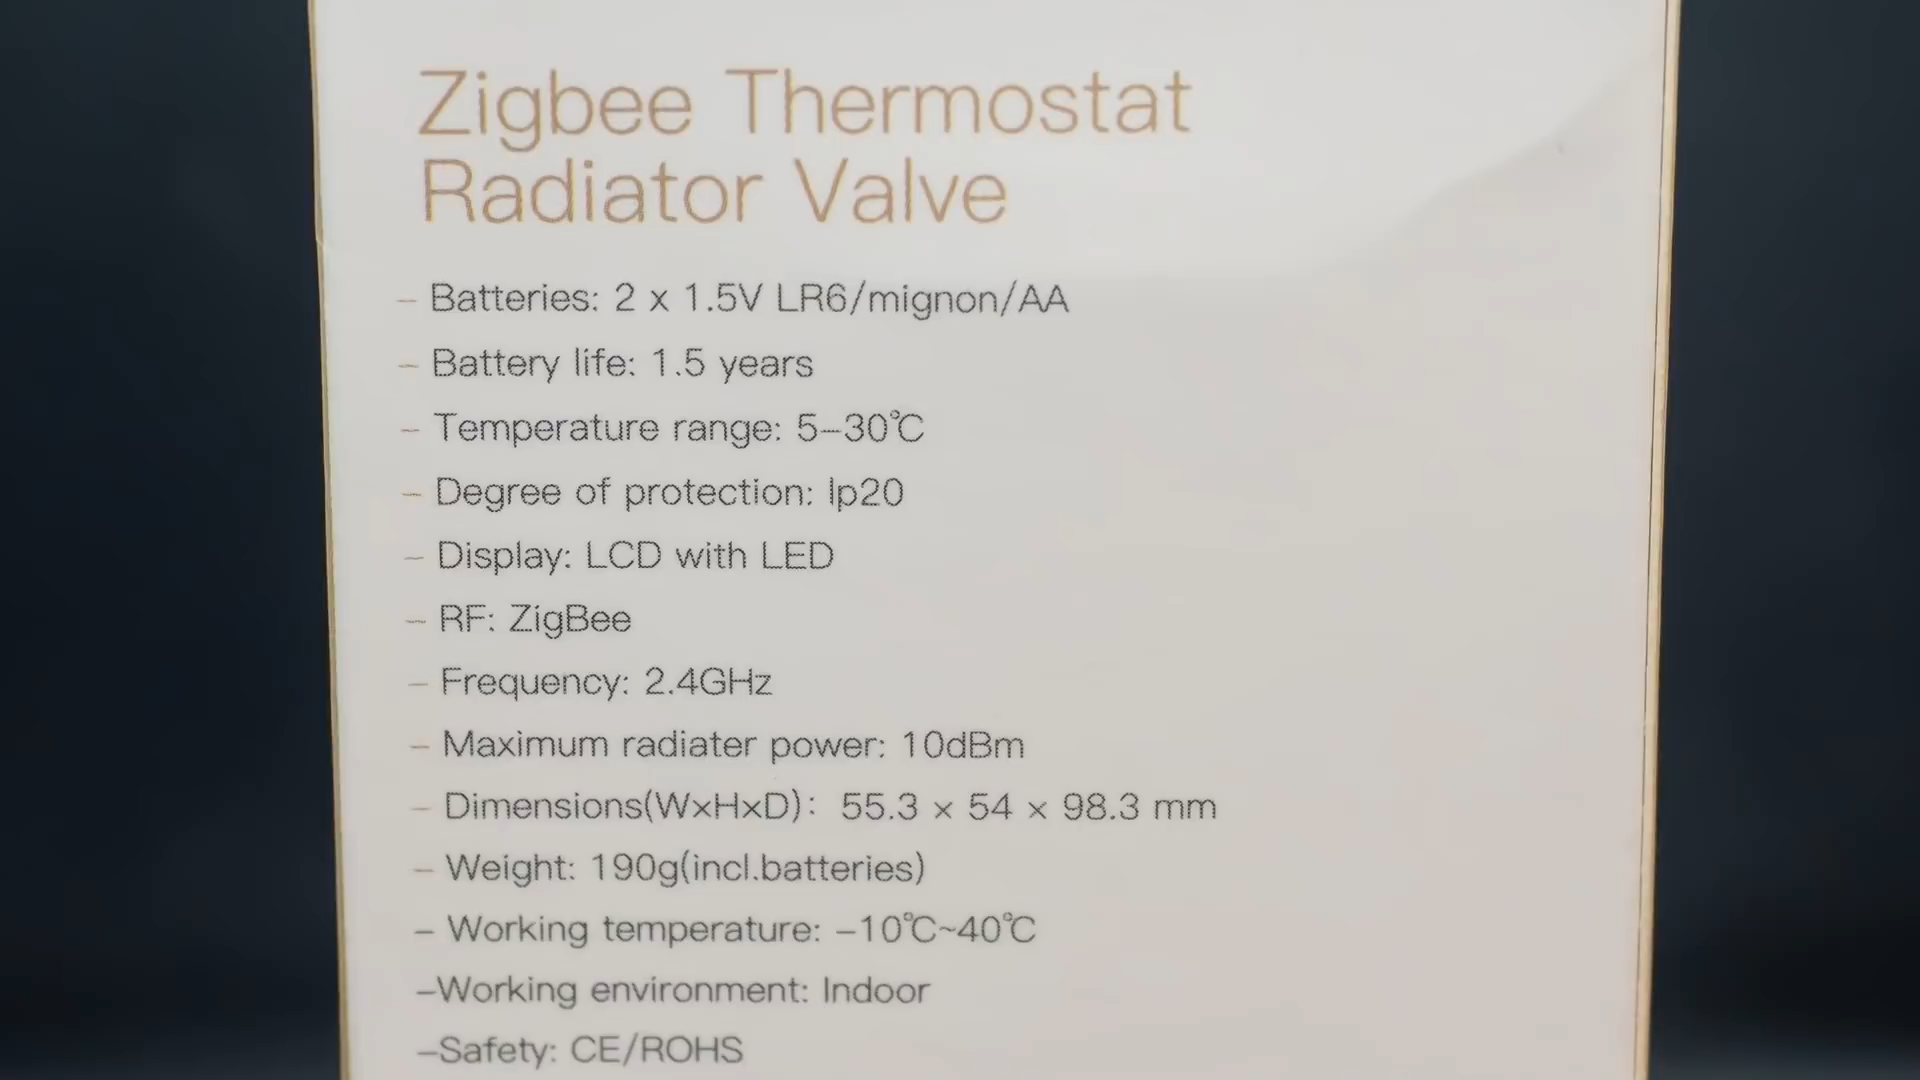 Zigbee Thermostat
Radiator Valve
– Batteries: 2 x 1.5V LR6/mignon/AA
– Battery life: 1.5 years
– Temperature range: 5–30℃
– Degree of protection: Ip20
– Display: LCD with LED
– RF: ZigBee
– Frequency: 2.4GHz
– Maximum radiater power: 10dBm
– Dimensions(W×H×D): 55.3 × 54 × 98.3 mm
– Weight: 190g(incl.batteries)
– Working temperature: –10℃~40℃
–Working environment: Indoor
–Safety: CE/ROHS